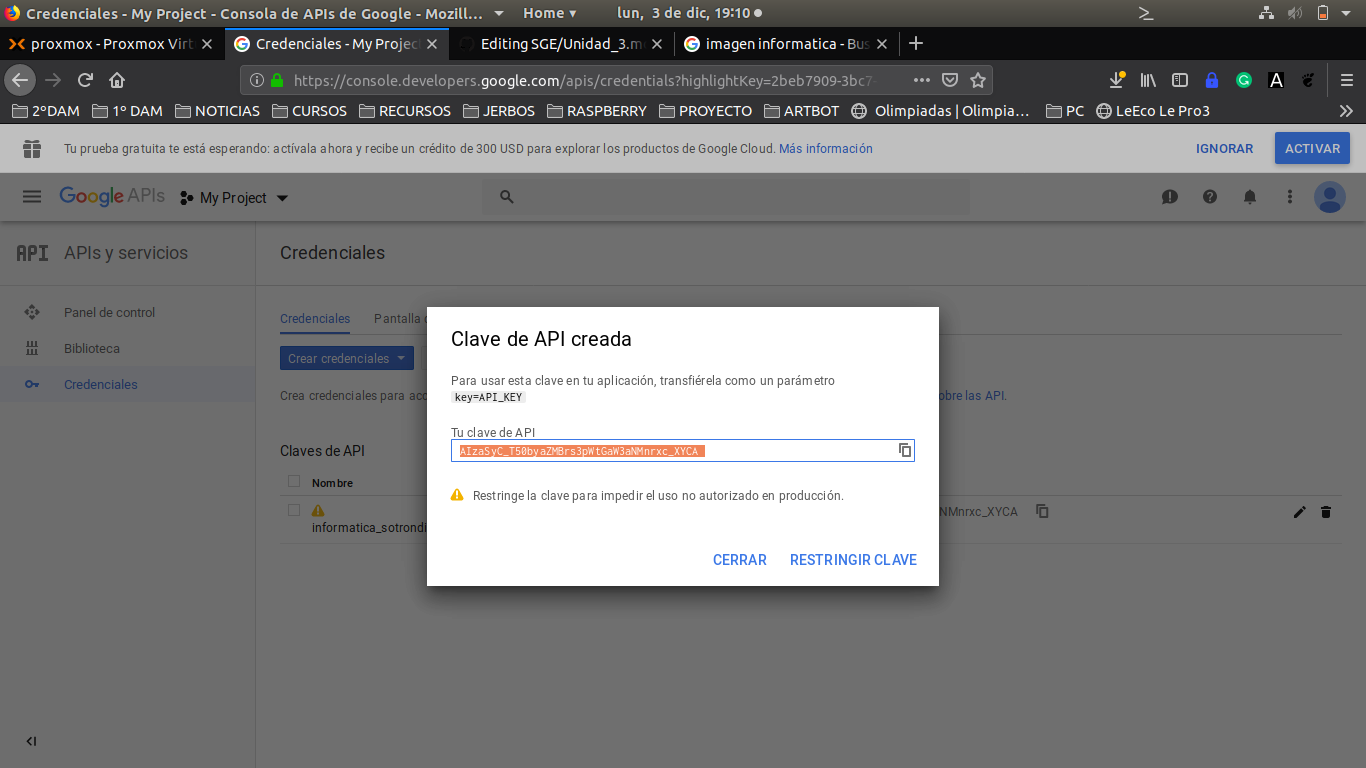 Credenciales - My Project - Consola de APIs de Google - Mozill…
Home
lun, 3 de dic, 19:10
proxmox - Proxmox Virt
Credenciales - My Projec
Editing SGE/Unidad_3.m
imagen informatica - Bus
https://console.developers.google.com/apis/credentials?highlightKey=2beb7909-3bc7-
2ºDAM
1º DAM
NOTICIAS
CURSOS
RECURSOS
JERBOS
RASPBERRY
PROYECTO
ARTBOT
Olimpiadas | Olimpia…
PC
LeEco Le Pro3
Tu prueba gratuita te está esperando: actívala ahora y recibe un crédito de 300 USD para explorar los productos de Google Cloud. Más información
IGNORAR
ACTIVAR
Google APIs
My Project
API
APIs y servicios
Credenciales
Panel de control
Biblioteca
Credenciales
Credenciales
Pantalla
Crear credenciales
Crea credenciales para acc
obre las API.
Claves de API
Nombre
informatica_sotrondi
NMnrxc_XYCA
Clave de API creada
Para usar esta clave en tu aplicación, transfiérela como un parámetro
key=API_KEY
Tu clave de API
AIzaSyC_T50byaZMBrs3pWtGaW3aNMnrxc_XYCA
Restringe la clave para impedir el uso no autorizado en producción.
CERRAR
RESTRINGIR CLAVE